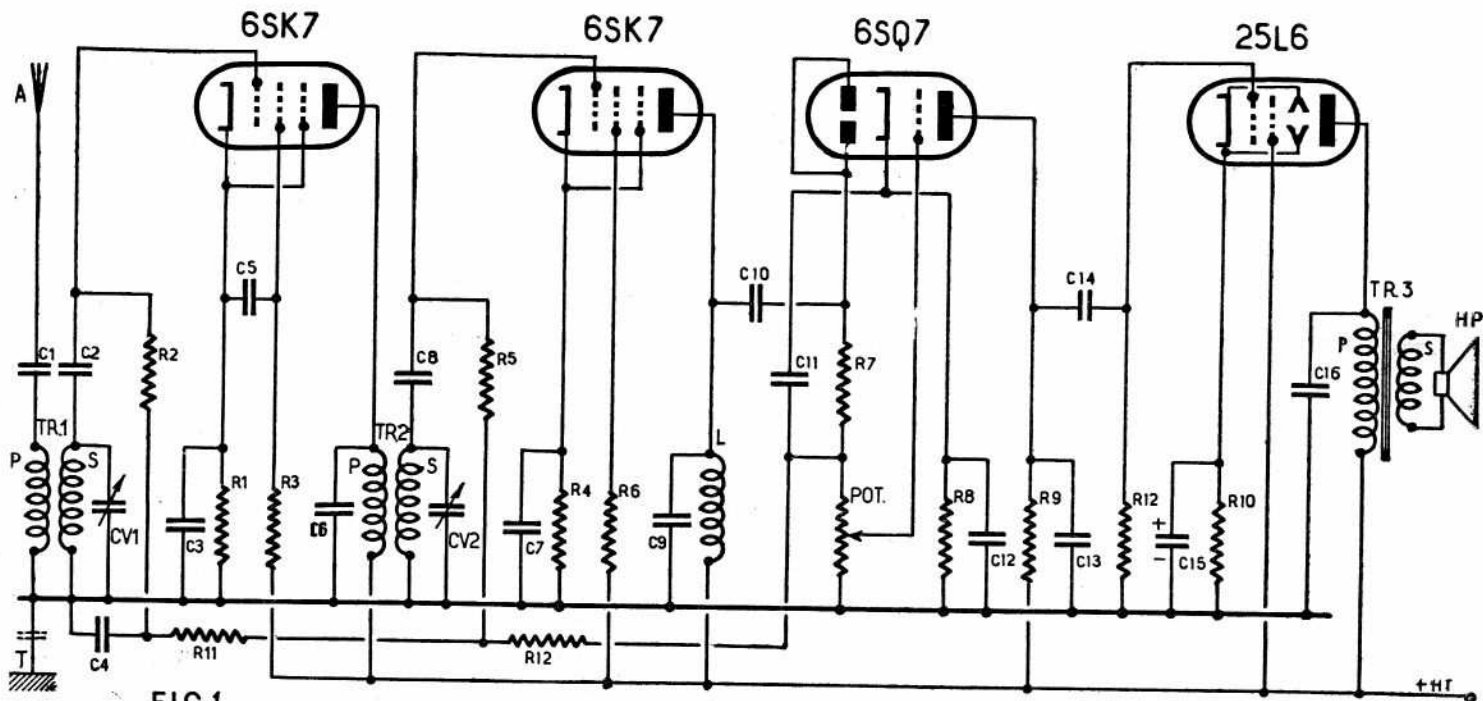 6SK7
6SK7
6SQ7
25L6
A
C5
C10
C14
TR.3
HP
P
S
C1
C2
R2
C8
R5
C11
R7
C16
TR.1
P
S
CV1
C3
R1
R3
C6
TR2
P
S
CV2
C7
R4
R6
L
C9
POT.
R8
C12
R9
C13
R12
+
-
C15
R10
T
C4
R11
R12
+HT
FIG.1